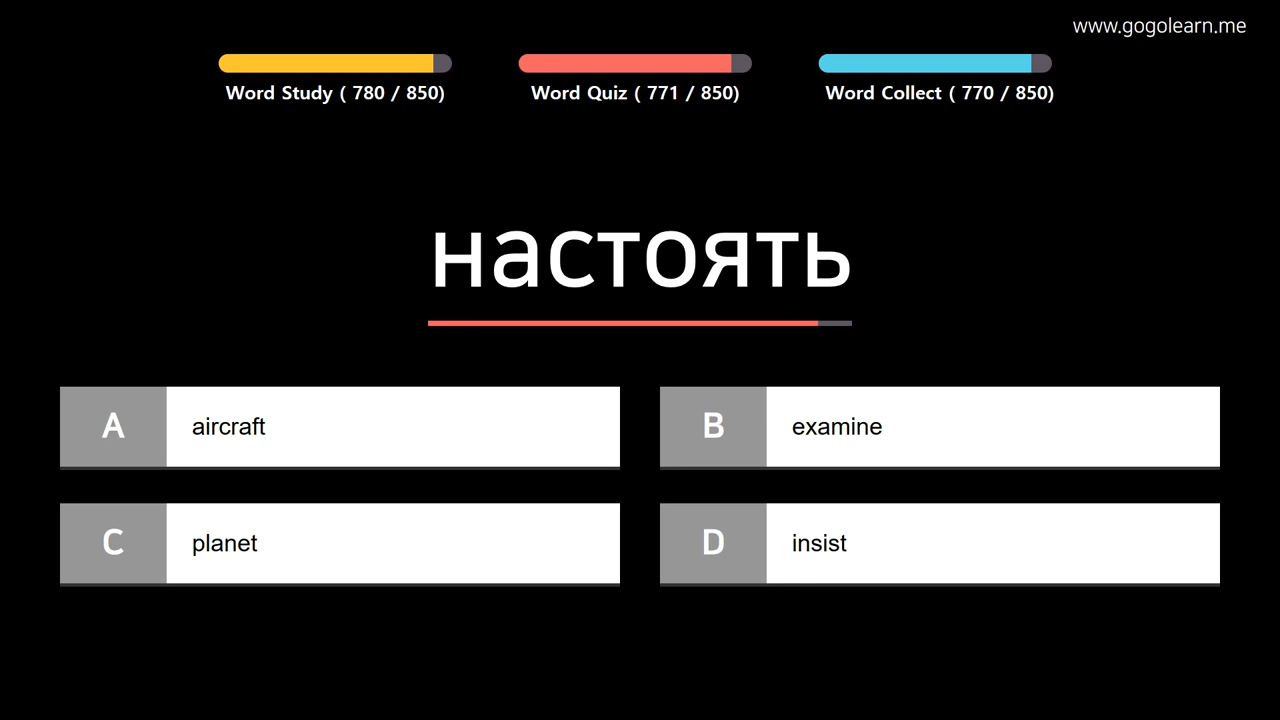 www.gogolearn.me
Word Study ( 780 / 850)
Word Quiz ( 771 / 850)
Word Collect ( 770 / 850)
настоять
A aircraft
B examine
C planet
D insist